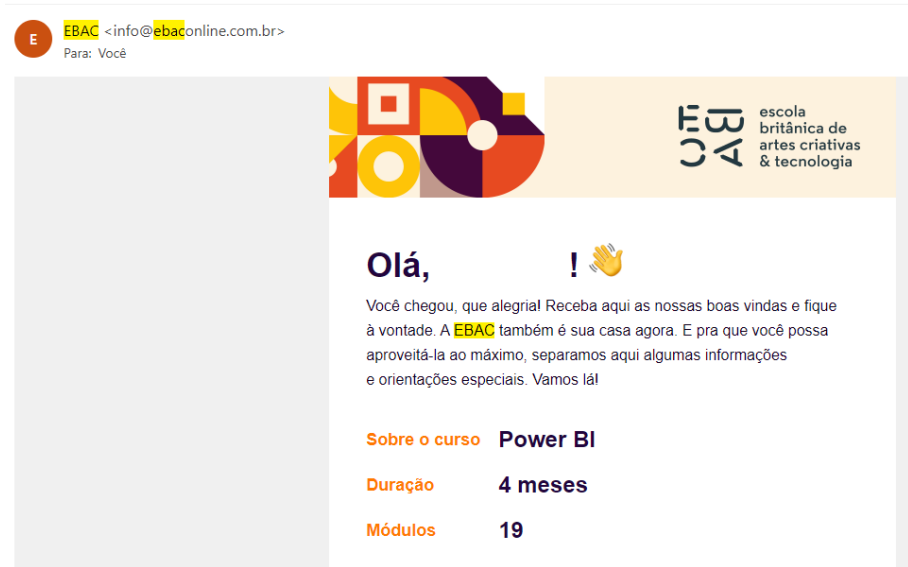 E
EBAC <info@ebaconline.com.br>
Para: Você
EBAC
escola
britânica de
artes criativas
& tecnologia
Olá, !
Você chegou, que alegria! Receba aqui as nossas boas vindas e fique
à vontade. A EBAC também é sua casa agora. E pra que você possa
aproveitá-la ao máximo, separamos aqui algumas informações
e orientações especiais. Vamos lá!
Sobre o curso Power BI
Duração 4 meses
Módulos 19